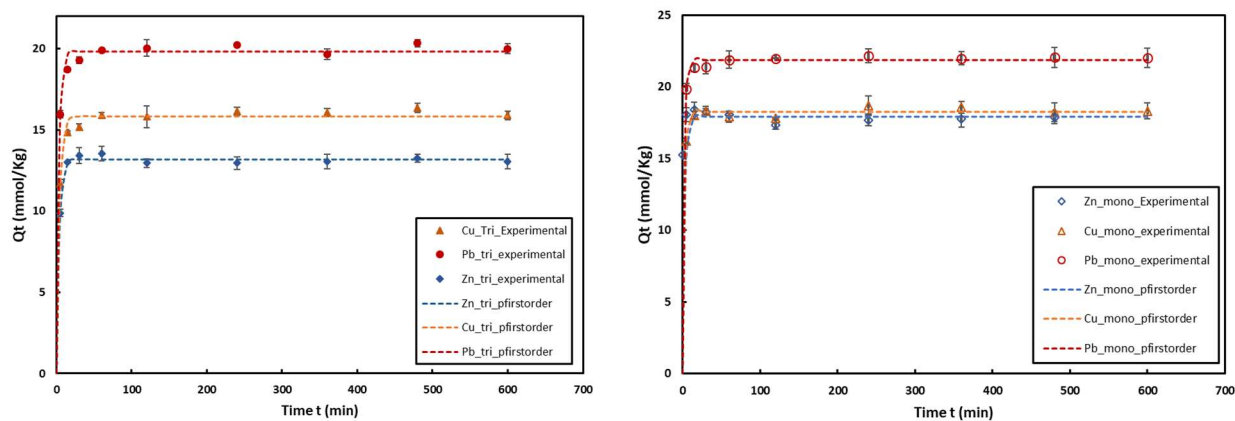 20
15
10
5
0
Qt (mmol/Kg)
Cu_Tri_Experimental
Pb_tri_experimental
Zn_tri_experimental
Zn_tri_pfirstorder
Cu_tri_pfirstorder
Pb_tri_pfirstorder
0 100 200 300 400 500 600 700
Time t (min)
25
20
15
10
5
0
Qt (mmol/Kg)
Zn_mono_Experimental
Cu_mono_experimental
Pb_mono_experimental
Zn_mono_pfirstorder
Cu_mono_pfirstorder
Pb_mono_pfirstorder
0 100 200 300 400 500 600 700
Time t (min)